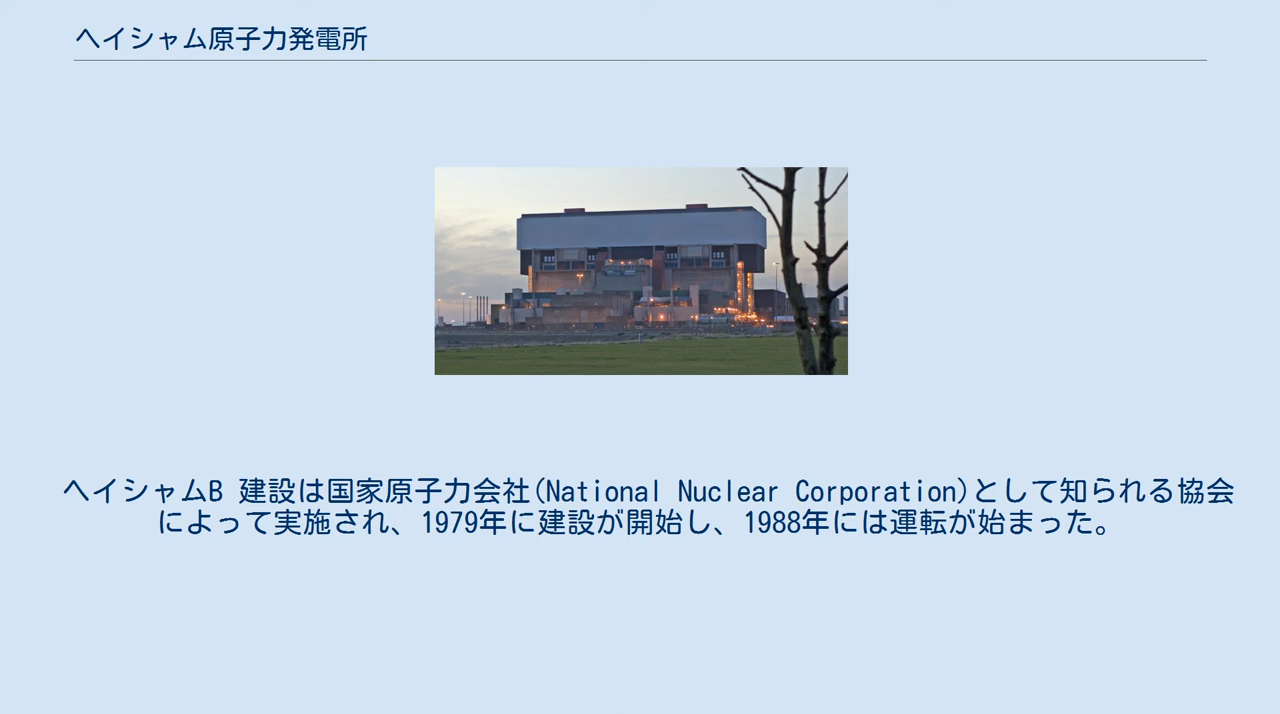 ヘイシャム原子力発電所
ヘイシャムB 建設は国家原子力会社(National Nuclear Corporation)として知られる協会
によって実施され、1979年に建設が開始し、1988年には運転が始まった。